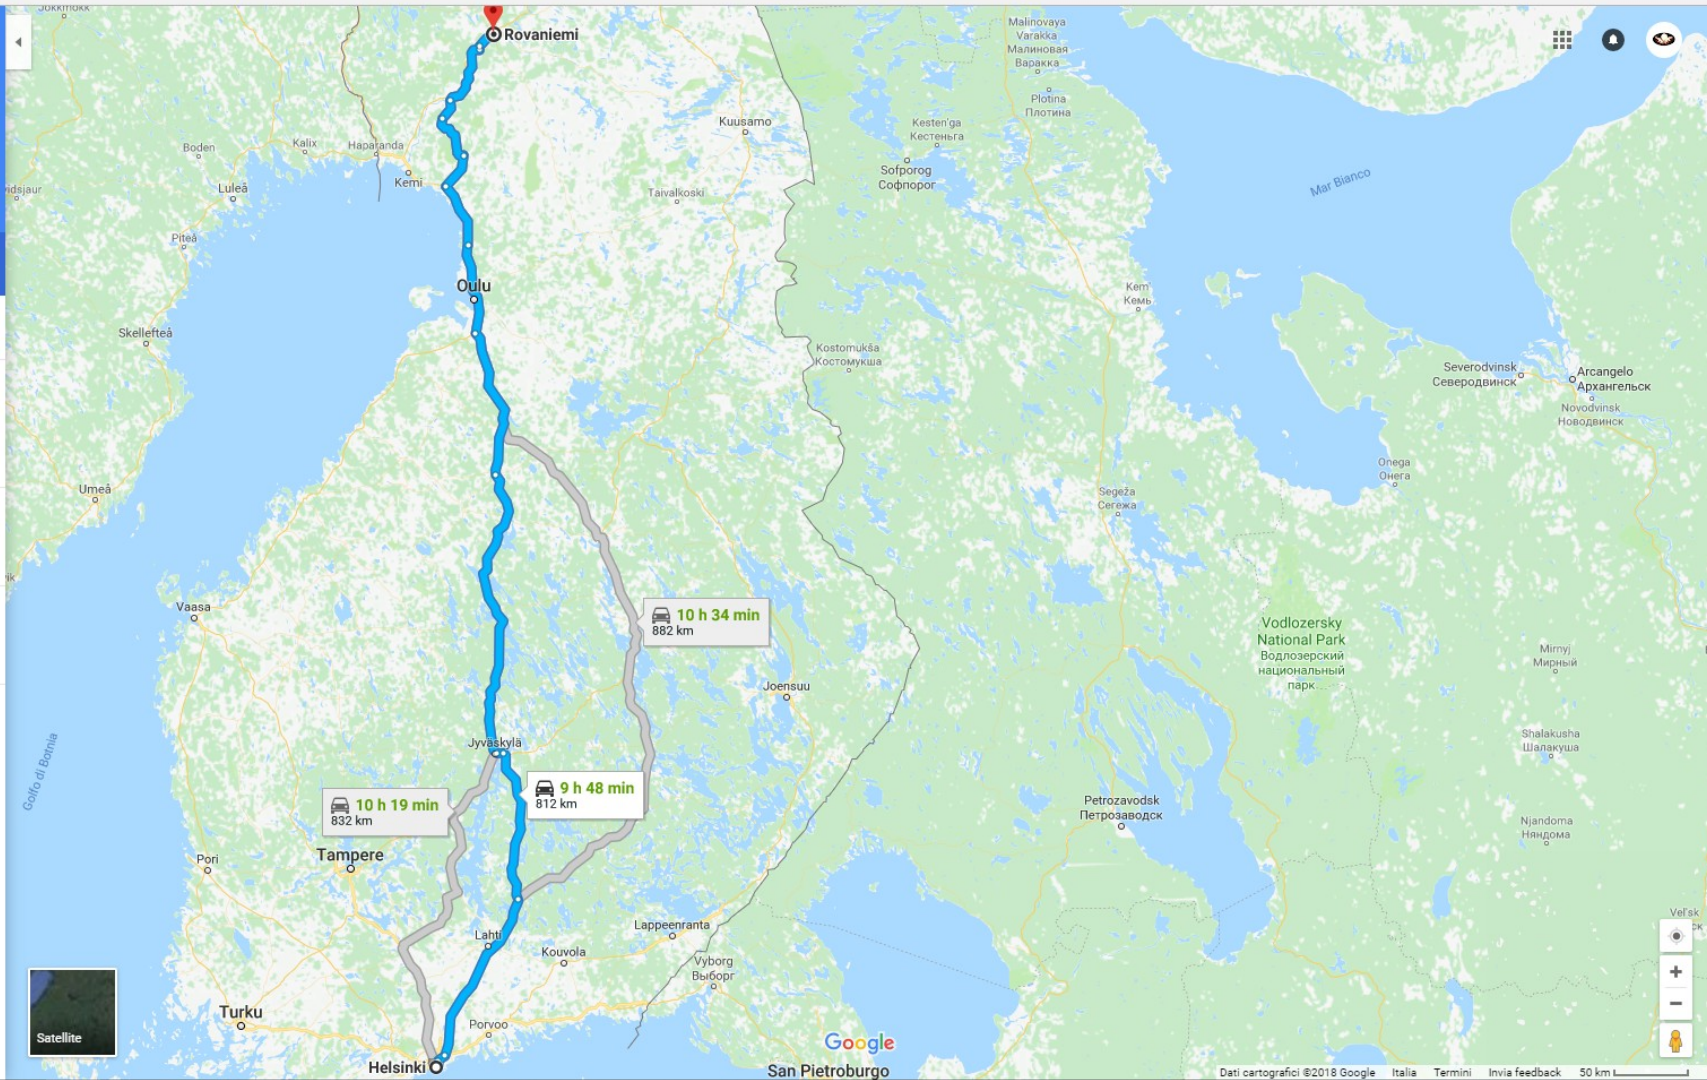 Rovaniemi
Malinovaya
Varakka
Малиновая
Варакка
Plotina
Плотина
Kuusamo
Kesten'ga
Кестеньга
Boden
Kalix
Haparanda
Kemi
Luleå
Sofporog
Софпорог
Taivalkoski
Mar Bianco
Piteå
Oulu
Kem'
Кемь
Skellefteå
Kostomukša
Костомукша
Severodvinsk
Северодвинск
Arcangelo
Архангельск
Novodvinsk
Новодвинск
Onega
Онега
Umeå
Segeža
Сегежа
Vaasa
10 h 34 min
882 km
Vodlozersky
National Park
Водлозерский
национальный
парк
Mirnyj
Мирный
Joensuu
Jyväskylä
Shalakusha
Шалакуша
Golfo di Botnia
9 h 48 min
812 km
10 h 19 min
832 km
Petrozavodsk
Петрозаводск
Njandoma
Няндома
Tampere
Pori
Lappeenranta
Lahti
Kouvola
Vel'sk
Vyborg
Выборг
Turku
Porvoo
Satellite
Google
Helsinki
San Pietroburgo
Dati cartografici ©2018 Google Italia Termini Invia feedback 50 km